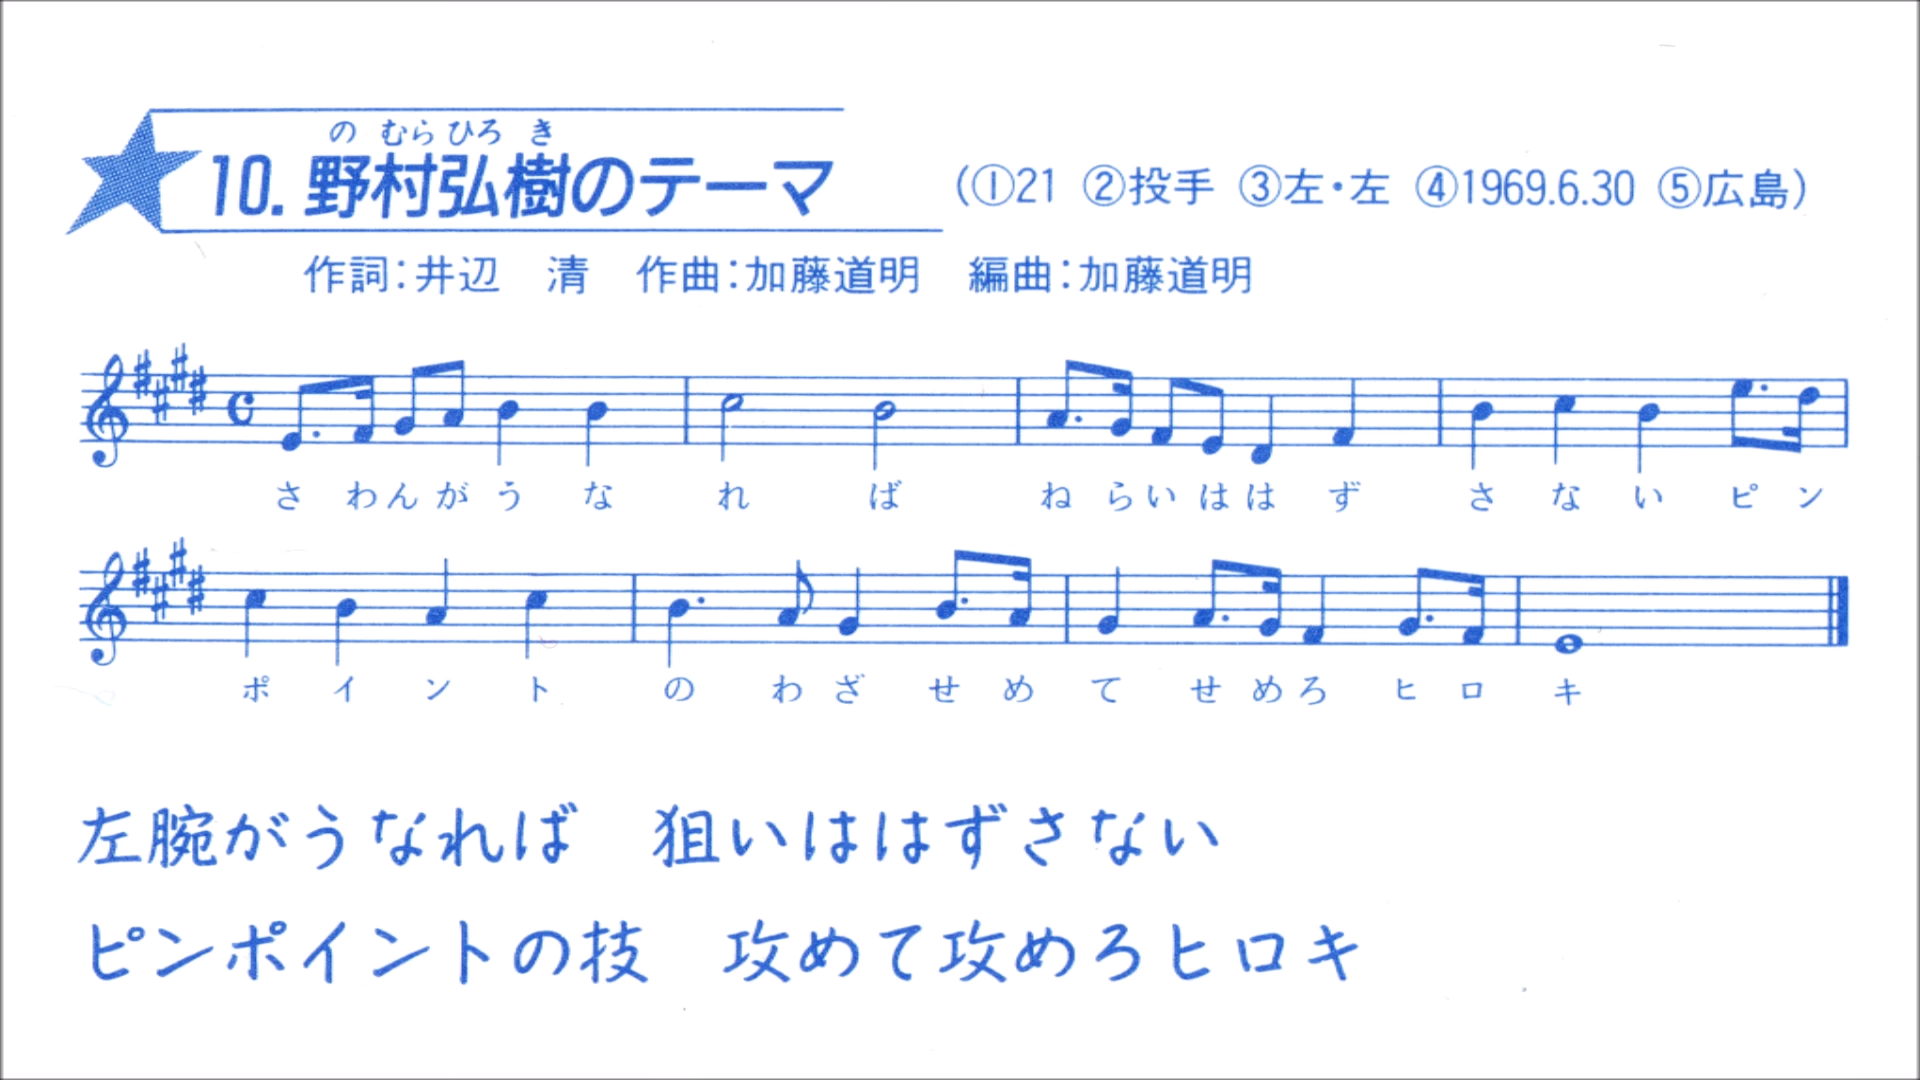 の むら ひろ き
10. 野村弘樹のテーマ (①21 ②投手 ③左・左 ④1969.6.30 ⑤広島)
作詞：井辺　清　作曲：加藤道明　編曲：加藤道明
さ わ ん が う な れ ば ね ら い は は ず さ な い ピ ン
ポ イ ン ト の わ ざ せ め て せ め ろ ヒ ロ キ
左腕がうなれば　狙いははずさない
ピンポイントの技　攻めて攻めろヒロキ